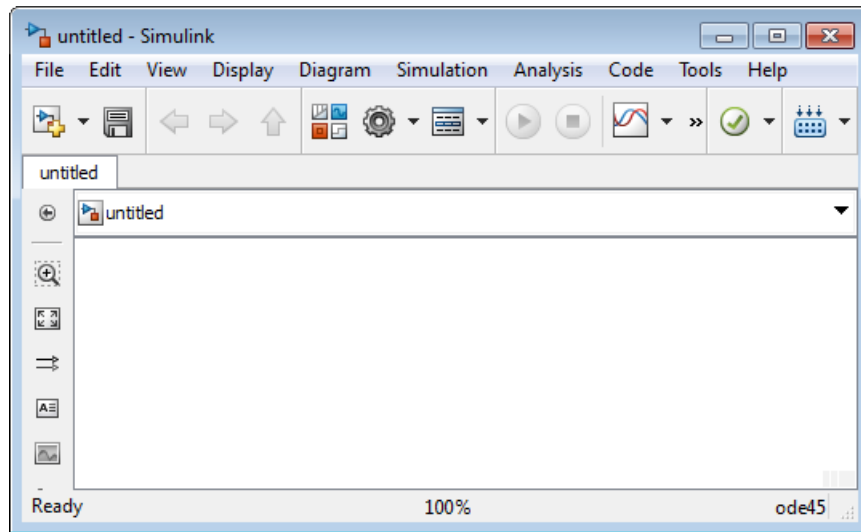 untitled - Simulink
File Edit View Display Diagram Simulation Analysis Code Tools Help
»
untitled
untitled
Ready 100% ode45